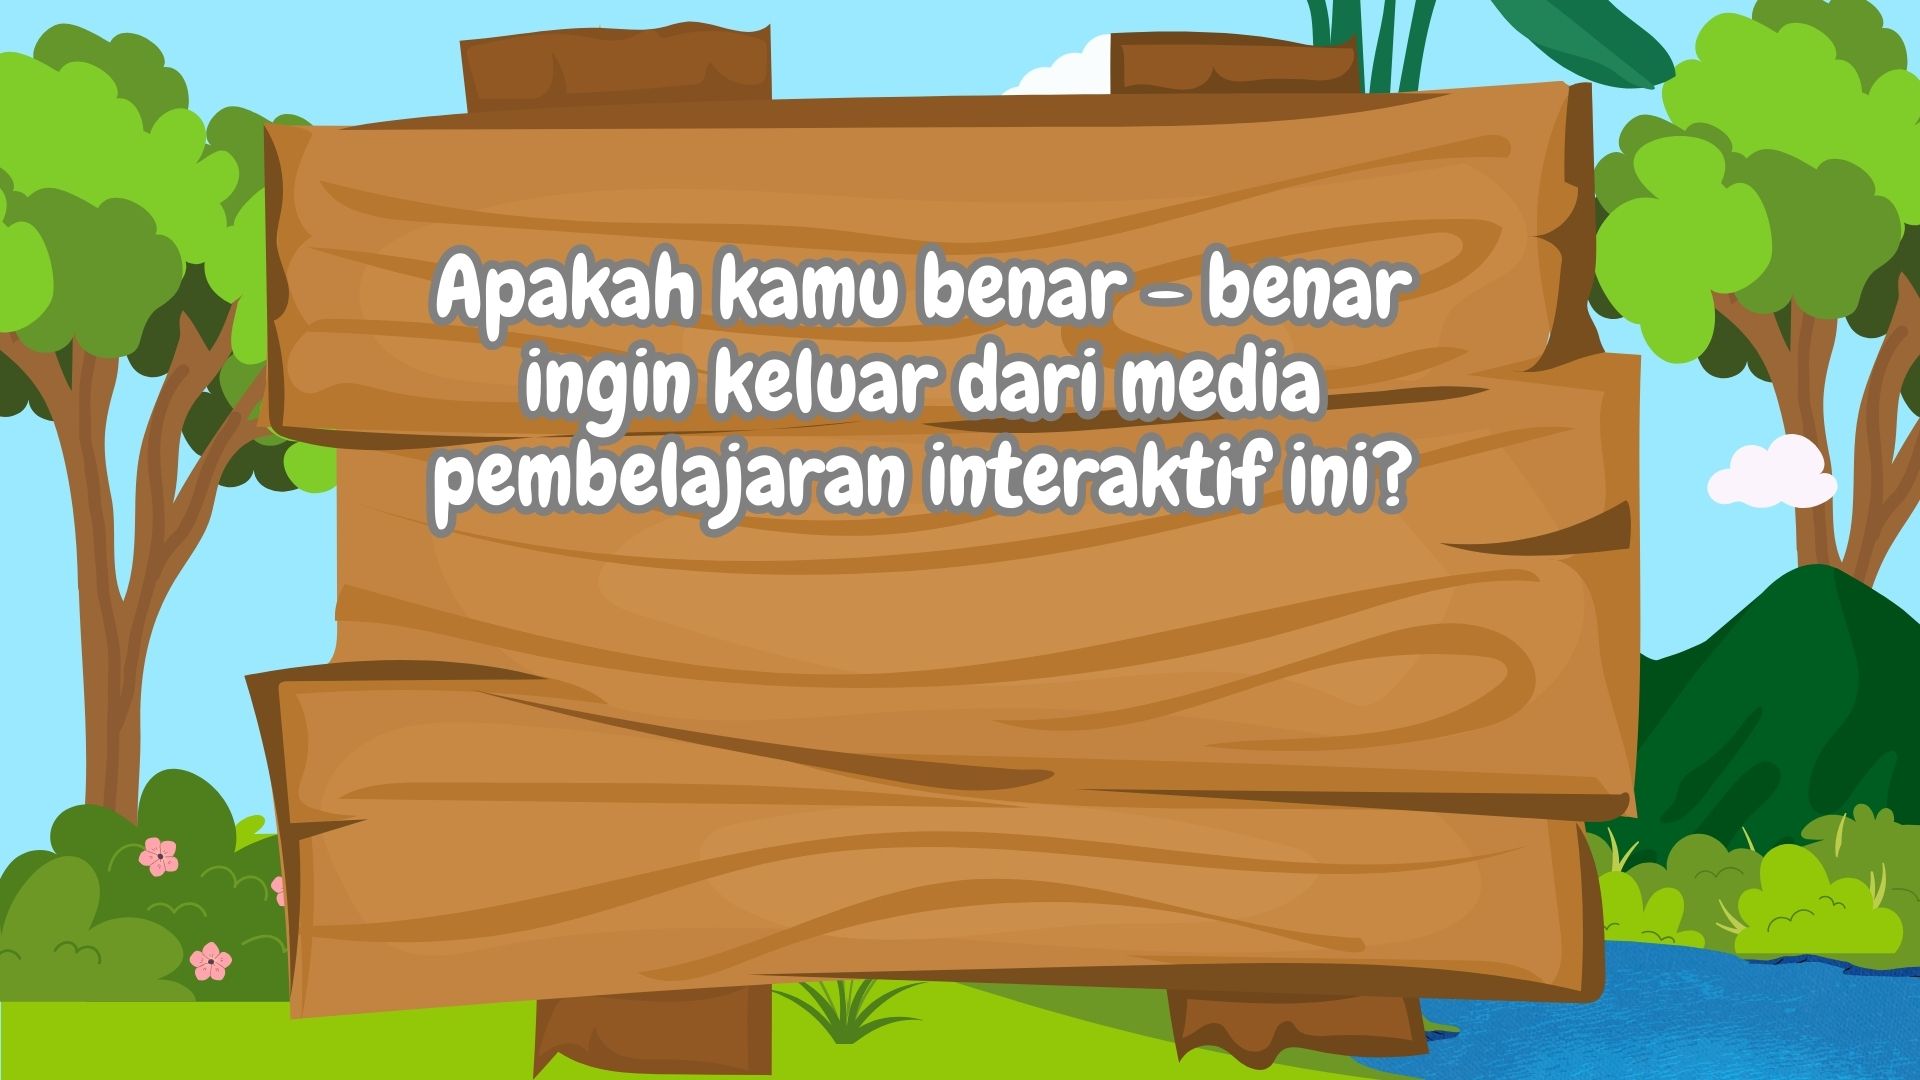 Apakah kamu benar - benar
ingin keluar dari media
pembelajaran interaktif ini?